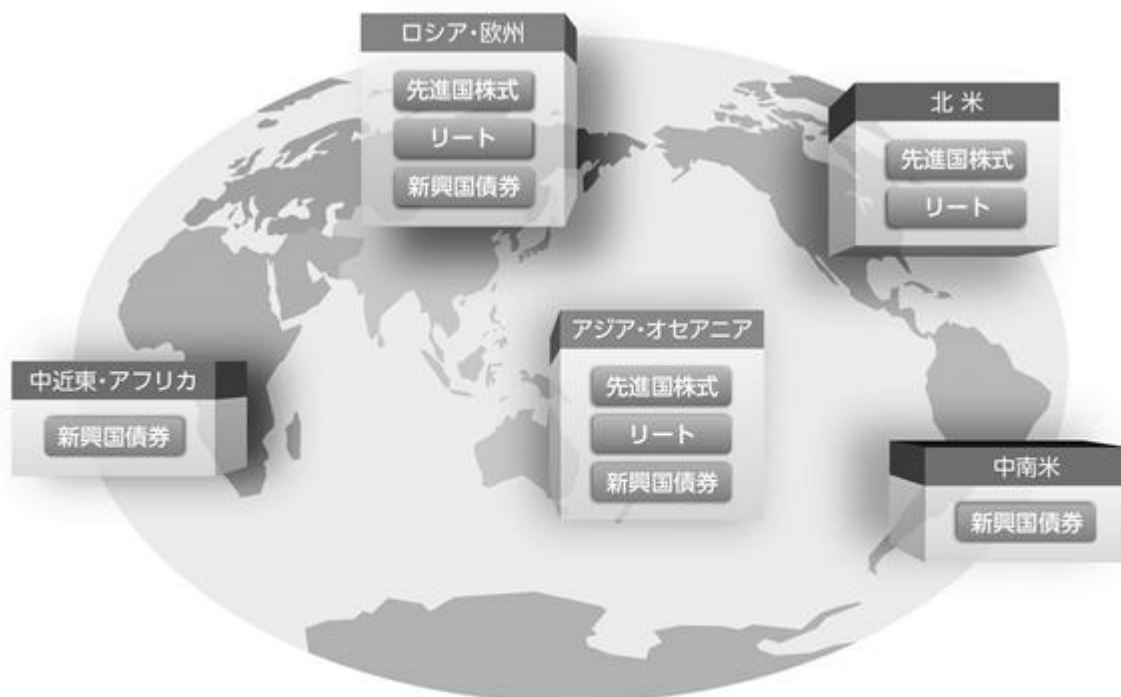 ロシア・欧州
先進国株式
リート
新興国債券
北米
先進国株式
リート
アジア・オセアニア
先進国株式
リート
新興国債券
中近東・アフリカ
新興国債券
中南米
新興国債券